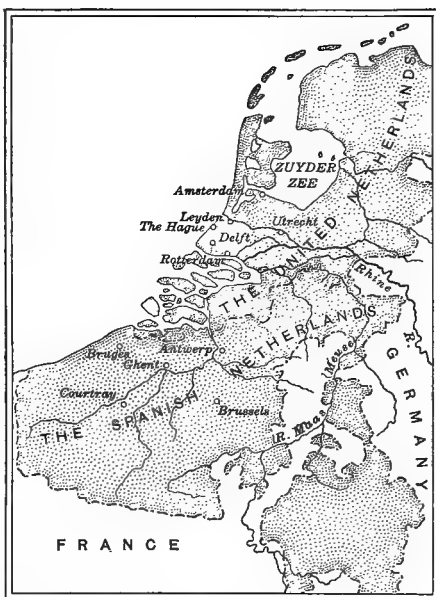 THE UNITED NETHERLANDS
ZUYDER
ZEE
Amsterdam
Leyden
The Hague
Utrecht
Delft
Rotterdam
Rhine
R.
THE SPANISH NETHERLANDS
Bruges
Ghent
Antwerp
Courtray
Brussels
(Meuse)
R. Maas
GERMANY
FRANCE